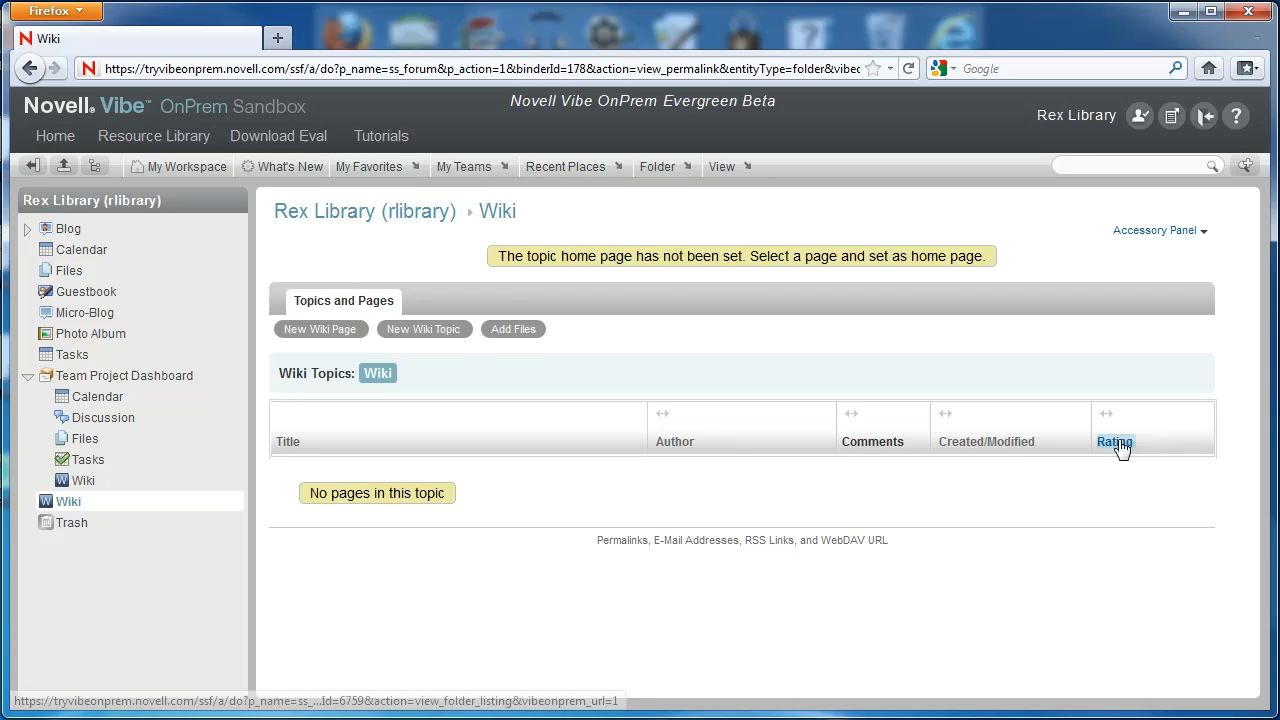 Firefox
Wiki
https://tryvibeonprem.novell.com/ssf/a/do?p_name=ss_forum&p_action=1&binderId=178&action=view_permalink&entityType=folder&vibec
Google
Novell. Vibe™ OnPrem Sandbox
Novell Vibe OnPrem Evergreen Beta
Rex Library
Home Resource Library Download Eval Tutorials
My Workspace What's New My Favorites My Teams Recent Places Folder View
Rex Library (rlibrary)
Blog
Calendar
Files
Guestbook
Micro-Blog
Photo Album
Tasks
Team Project Dashboard
Calendar
Discussion
Files
Tasks
Wiki
Wiki
Trash
Rex Library (rlibrary) Wiki
Accessory Panel
The topic home page has not been set. Select a page and set as home page.
Topics and Pages
New Wiki Page New Wiki Topic Add Files
Wiki Topics: Wiki
Title Author Comments Created/Modified Rating
No pages in this topic
Permalinks, E-Mail Addresses, RSS Links, and WebDAV URL
https://tryvibeonprem.novell.com/ssf/a/do?p_name=ss_...Id=6759&action=view_folder_listing&vibeonprem_url=1